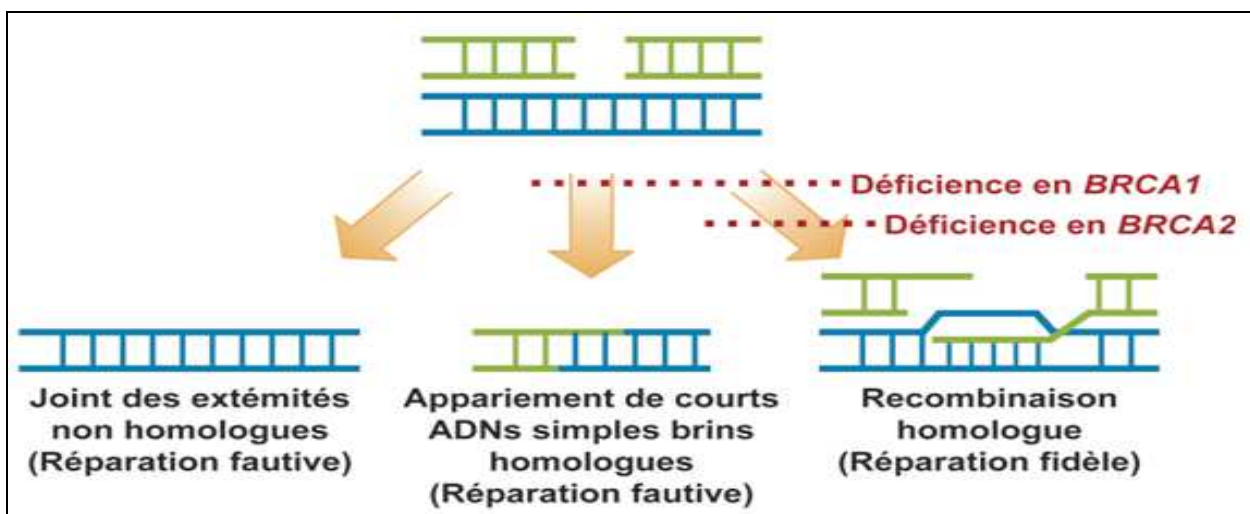 Déficience en BRCA1
Déficience en BRCA2
Joint des extémités
non homologues
(Réparation fautive)
Appariement de courts
ADNs simples brins
homologues
(Réparation fautive)
Recombinaison
homologue
(Réparation fidèle)